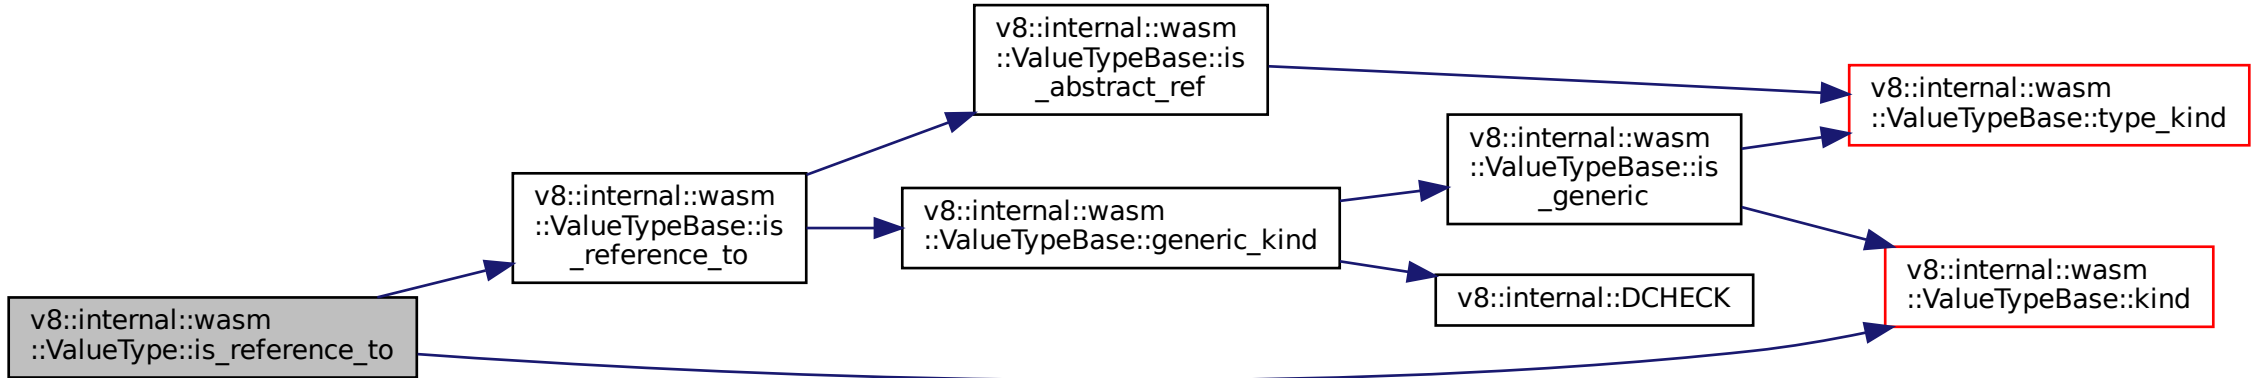 v8::internal::wasm
::ValueType::is_reference_to
v8::internal::wasm
::ValueTypeBase::is
_reference_to
v8::internal::wasm
::ValueTypeBase::is
_abstract_ref
v8::internal::wasm
::ValueTypeBase::generic_kind
v8::internal::wasm
::ValueTypeBase::is
_generic
v8::internal::DCHECK
v8::internal::wasm
::ValueTypeBase::type_kind
v8::internal::wasm
::ValueTypeBase::kind